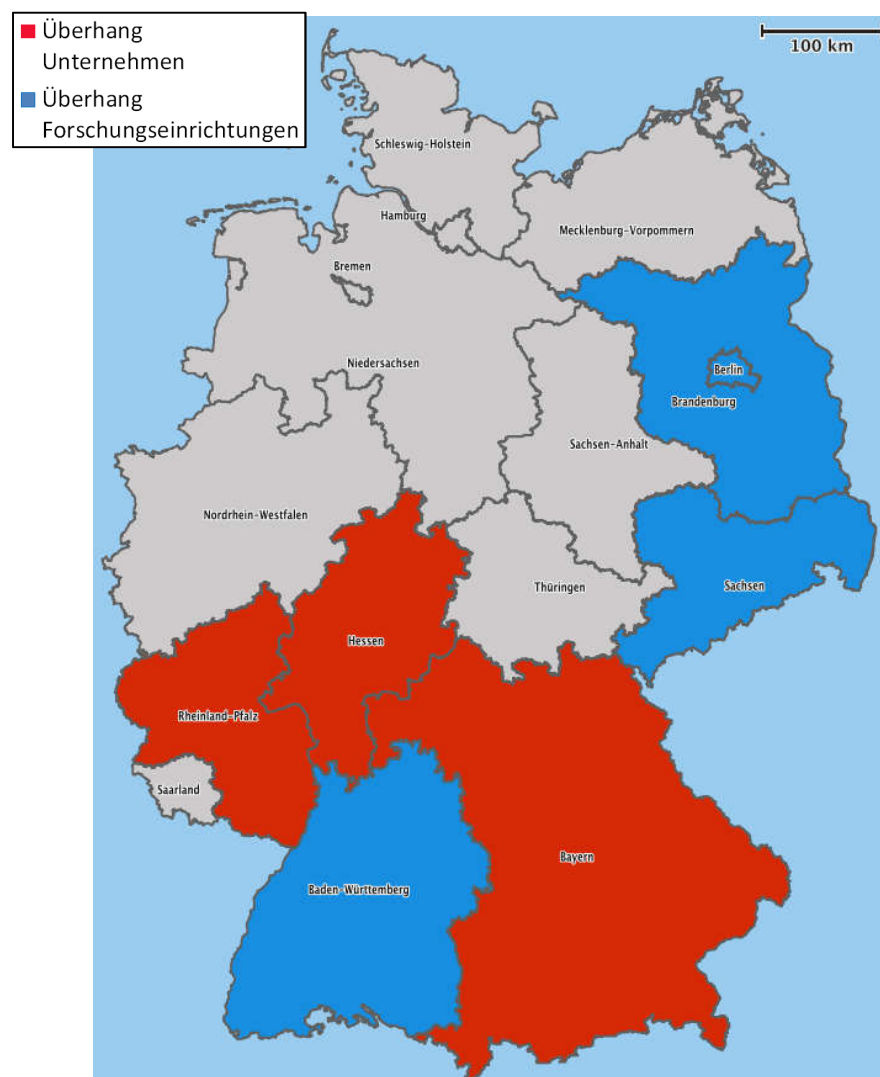 Überhang
Unternehmen
Überhang
Forschungseinrichtungen
100 km
Schleswig-Holstein
Hamburg
Mecklenburg-Vorpommern
Bremen
Niedersachsen
Berlin
Brandenburg
Sachsen-Anhalt
Nordrhein-Westfalen
Thüringen
Sachsen
Hessen
Rheinland-Pfalz
Saarland
Bayern
Baden-Württemberg